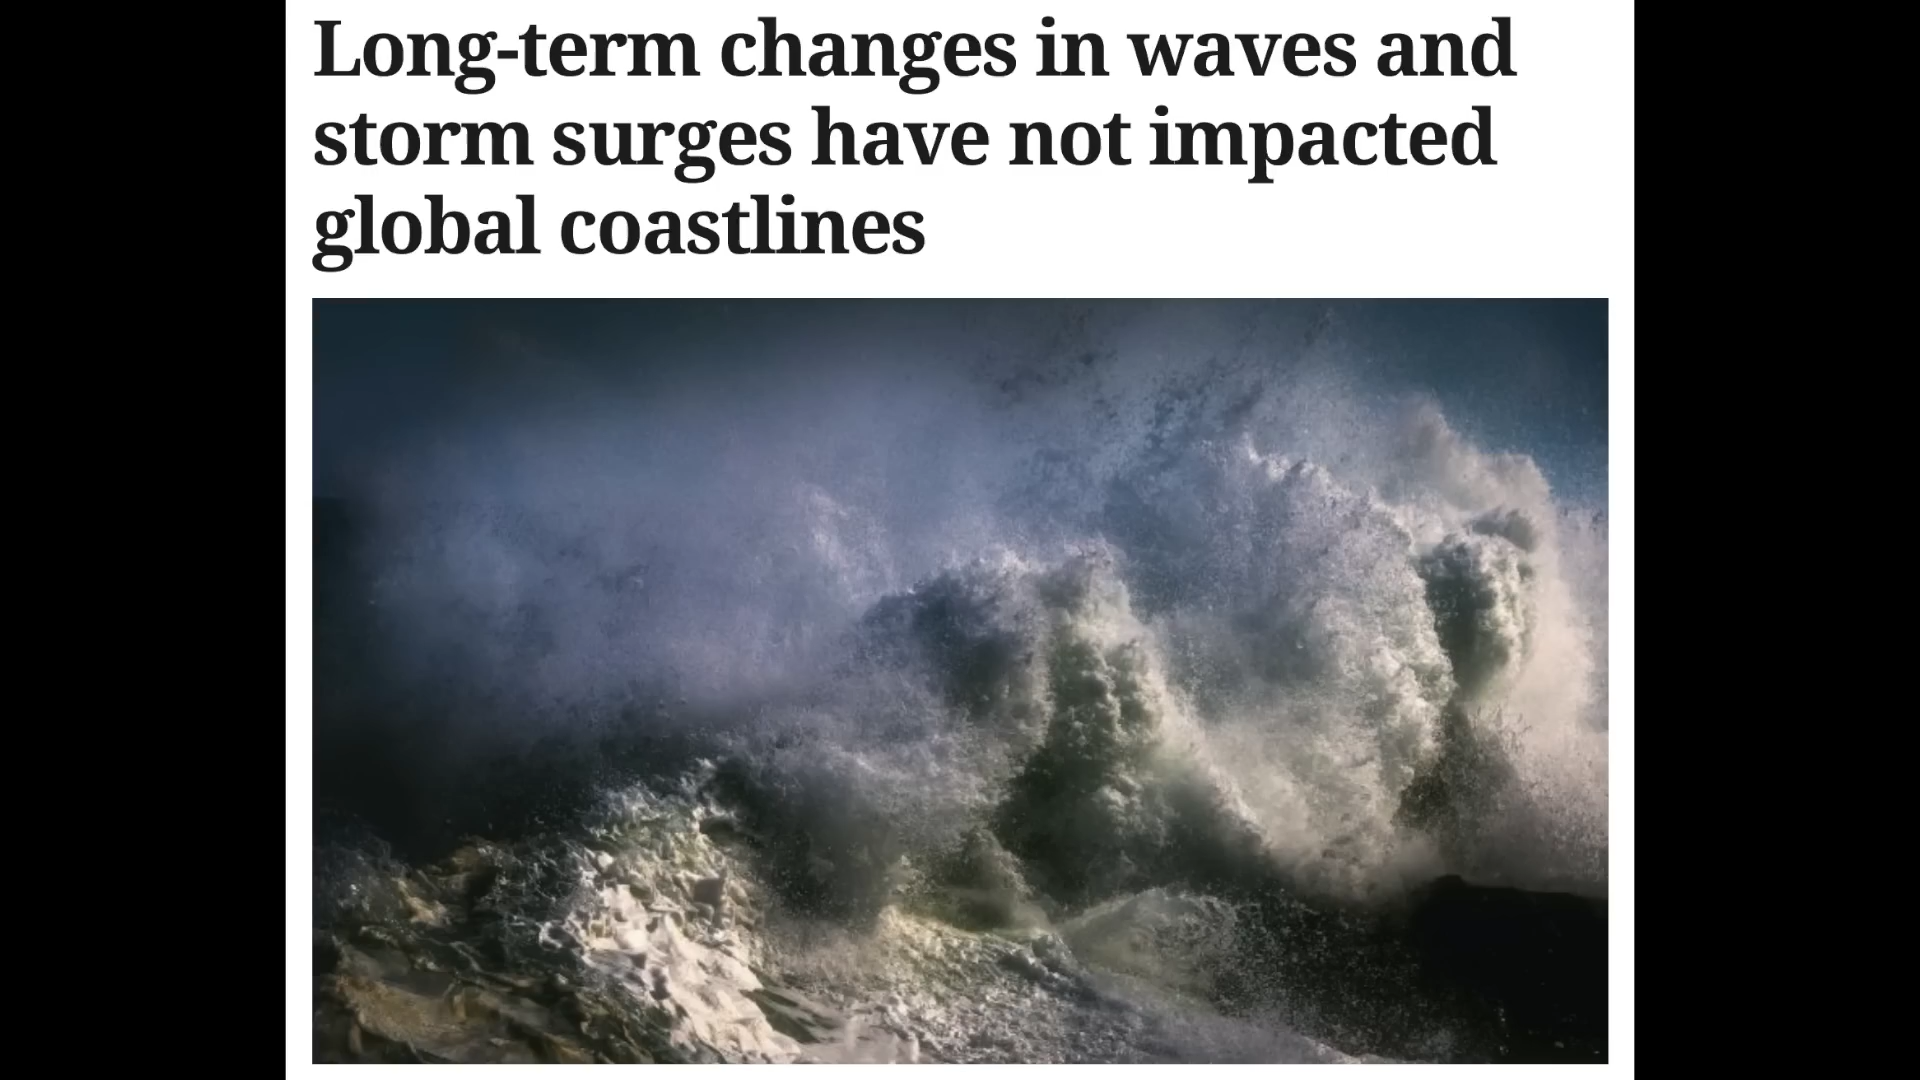 Long-term changes in waves and
storm surges have not impacted
global coastlines